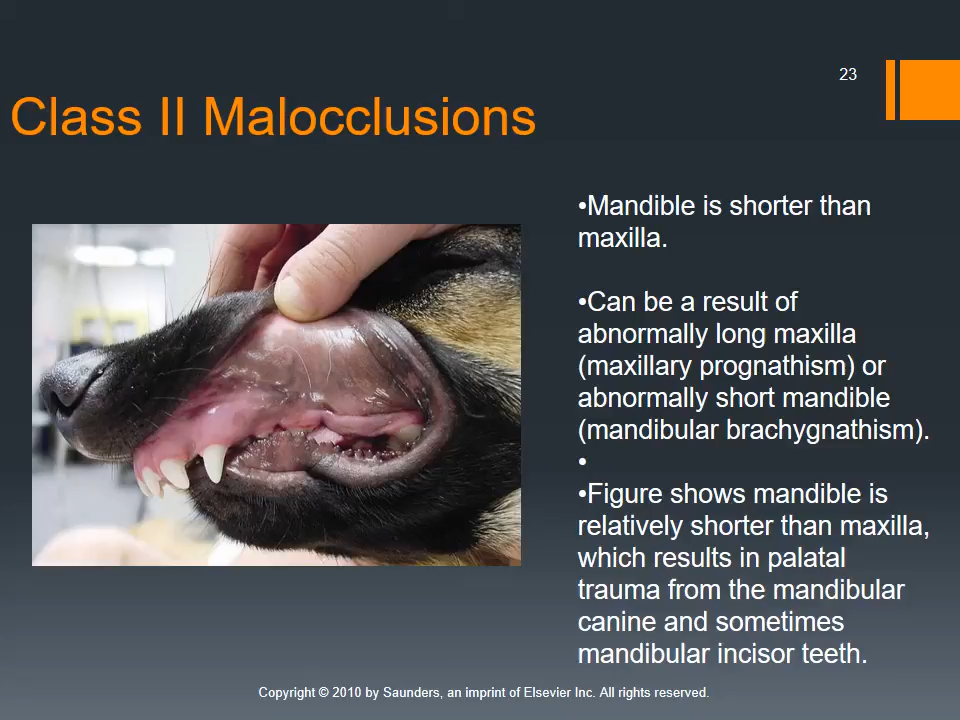 23
Class II Malocclusions
•Mandible is shorter than
maxilla.
•Can be a result of
abnormally long maxilla
(maxillary prognathism) or
abnormally short mandible
(mandibular brachygnathism).
•
•Figure shows mandible is
relatively shorter than maxilla,
which results in palatal
trauma from the mandibular
canine and sometimes
mandibular incisor teeth.
Copyright © 2010 by Saunders, an imprint of Elsevier Inc. All rights reserved.